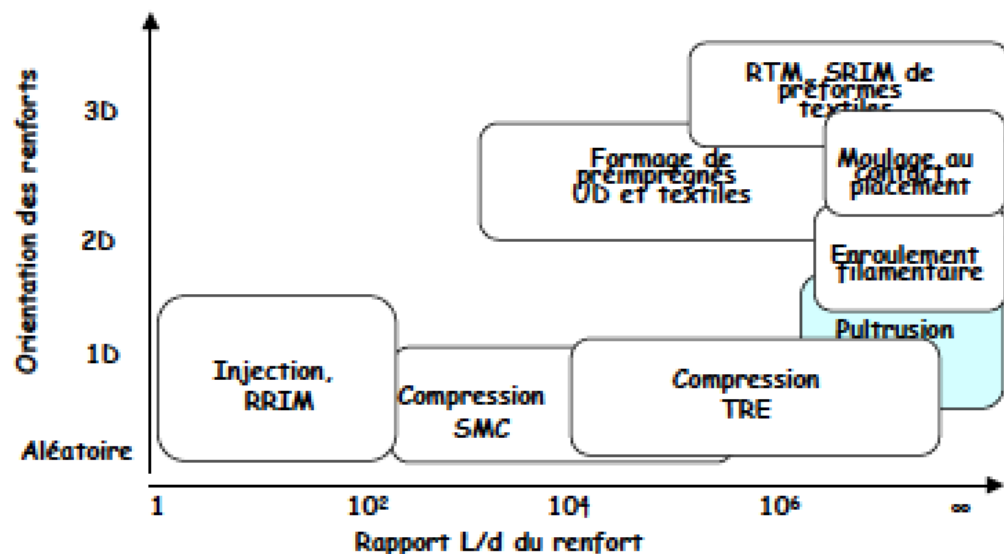 Orientation des renforts
3D
2D
1D
Aléatoire
RTM, SRIM de
préformes
textiles
Formage de
préimprégnés
UD et textiles
Moulage au
contact
placement
Enroulement
filamentaire
Pultrusion
Injection,
RRIM
Compression
SMC
Compression
TRE
1
10²
10⁴
10⁶
∞
Rapport L/d du renfort